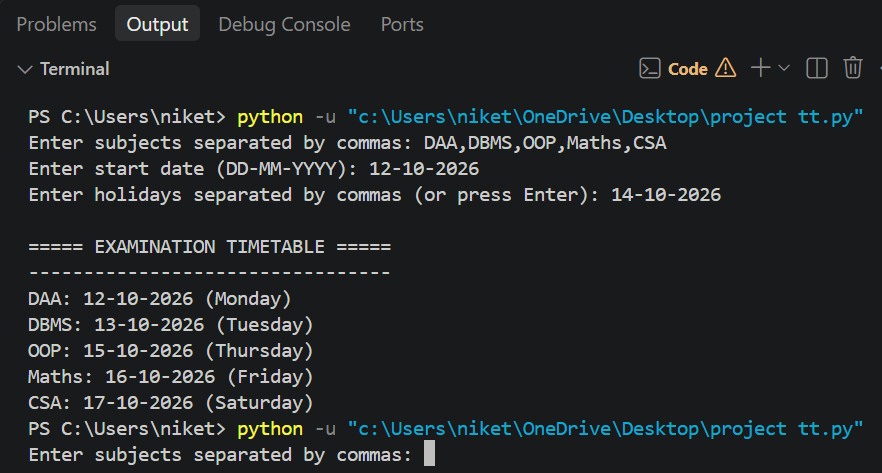 Problems Output Debug Console Ports
Terminal Code
PS C:\Users\niket> python -u "c:\Users\niket\OneDrive\Desktop\project tt.py"
Enter subjects separated by commas: DAA,DBMS,OOP,Maths,CSA
Enter start date (DD-MM-YYYY): 12-10-2026
Enter holidays separated by commas (or press Enter): 14-10-2026
===== EXAMINATION TIMETABLE =====
---------------------------------
DAA: 12-10-2026 (Monday)
DBMS: 13-10-2026 (Tuesday)
OOP: 15-10-2026 (Thursday)
Maths: 16-10-2026 (Friday)
CSA: 17-10-2026 (Saturday)
PS C:\Users\niket> python -u "c:\Users\niket\OneDrive\Desktop\project tt.py"
Enter subjects separated by commas: